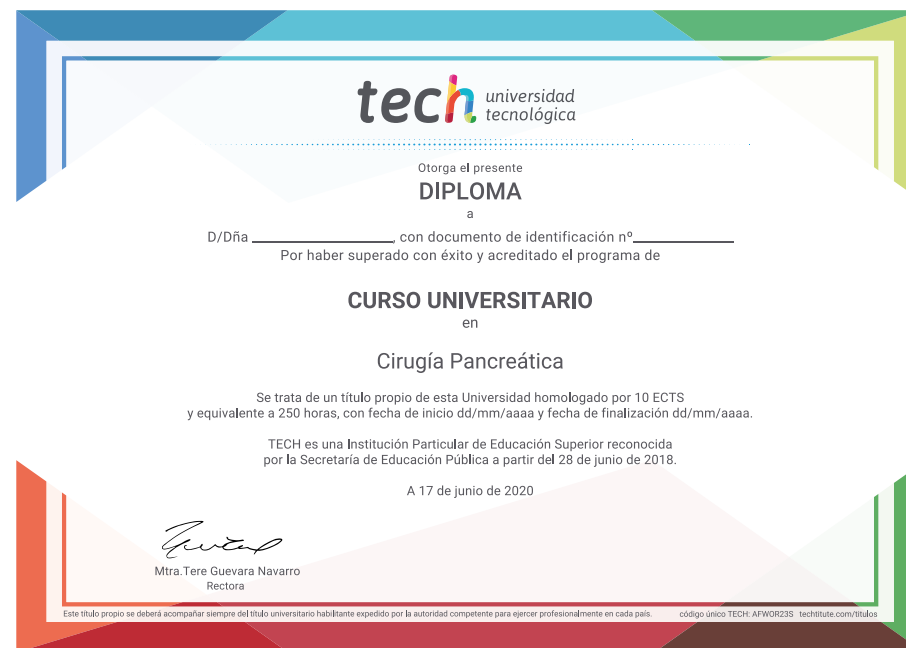 tech universidad
tecnológica
Otorga el presente
DIPLOMA
a
D/Dña ____________________, con documento de identificación nº______________
Por haber superado con éxito y acreditado el programa de
CURSO UNIVERSITARIO
en
Cirugía Pancreática
Se trata de un título propio de esta Universidad homologado por 10 ECTS
y equivalente a 250 horas, con fecha de inicio dd/mm/aaaa y fecha de finalización dd/mm/aaaa.
TECH es una Institución Particular de Educación Superior reconocida
por la Secretaría de Educación Pública a partir del 28 de junio de 2018.
A 17 de junio de 2020
Mtra.Tere Guevara Navarro
Rectora
Este título propio se deberá acompañar siempre del título universitario habilitante expedido por la autoridad competente para ejercer profesionalmente en cada país. código único TECH: AFWOR23S techtitute.com/titulos